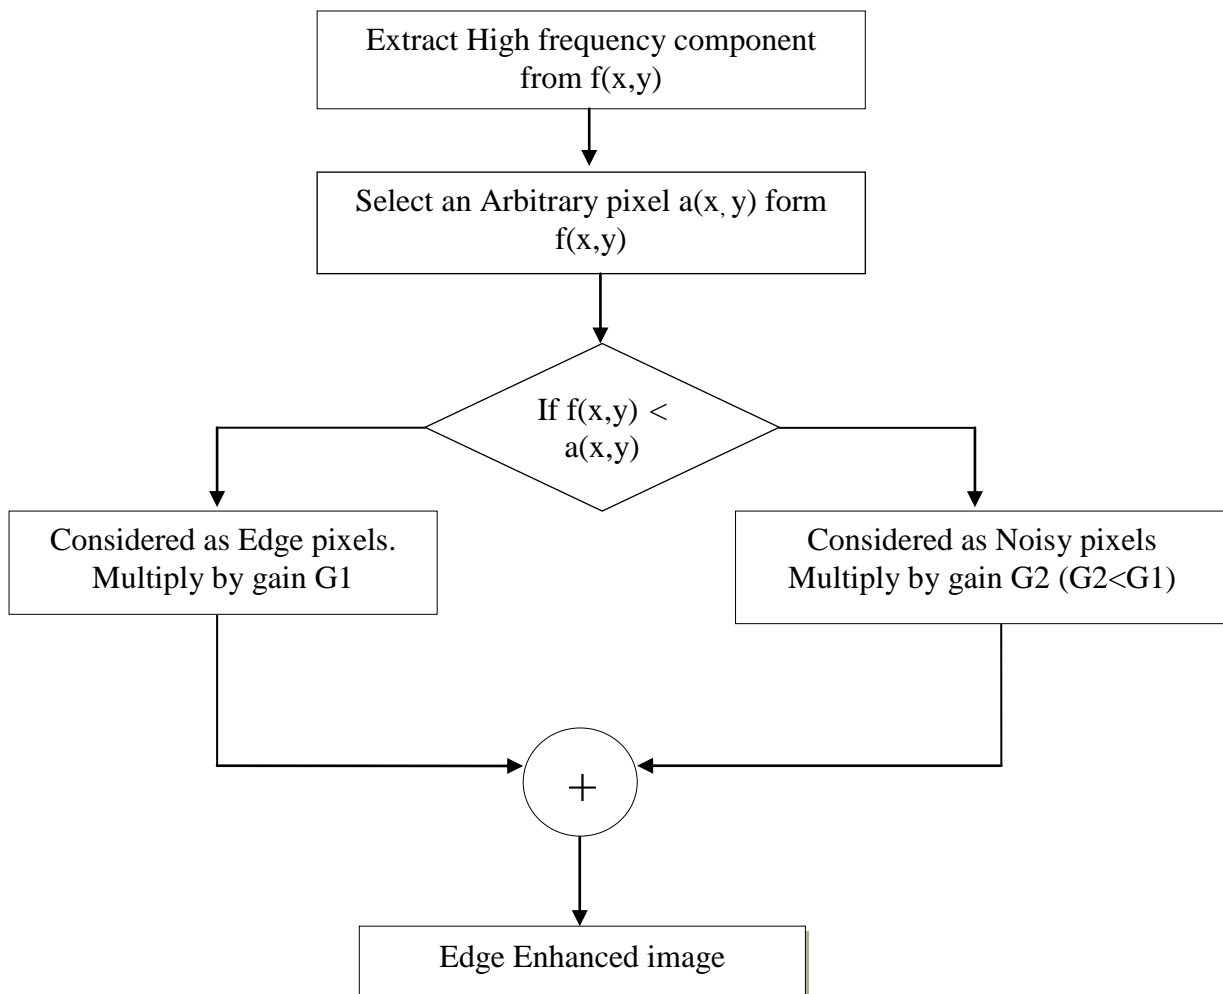 Extract High frequency component
from f(x,y)
Select an Arbitrary pixel a(x, y) form
f(x,y)
If f(x,y) <
a(x,y)
Considered as Edge pixels.
Multiply by gain G1
Considered as Noisy pixels
Multiply by gain G2 (G2<G1)
+
Edge Enhanced image